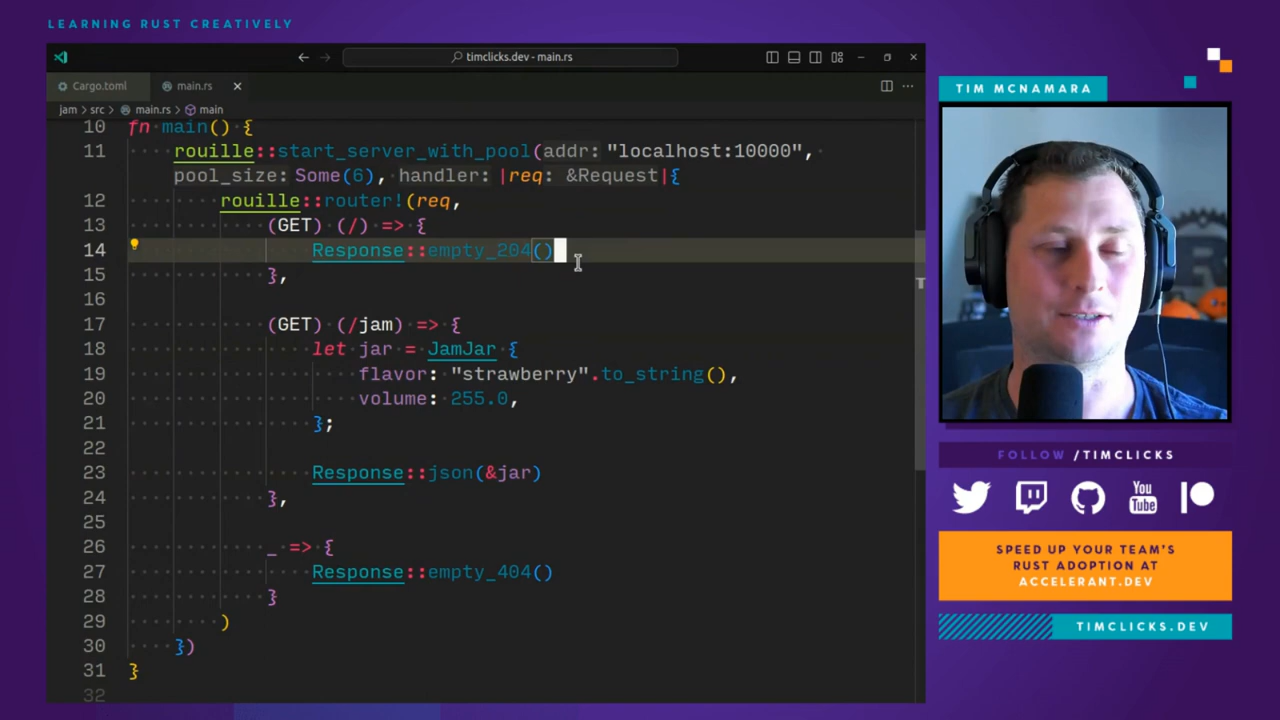 LEARNING RUST CREATIVELY
timclicks.dev - main.rs
Cargo.toml
main.rs
jam > src > main.rs > main
10 fn main() {
11 rouille::start_server_with_pool(addr: "localhost:10000",
pool_size: Some(6), handler: |req: &Request|{
12 rouille::router!(req,
13 (GET) (/) => {
14 Response::empty_204()
15 },
16
17 (GET) (/jam) => {
18 let jar = JamJar {
19 flavor: "strawberry".to_string(),
20 volume: 255.0,
21 };
22
23 Response::json(&jar)
24 },
25
26 _ => {
27 Response::empty_404()
28 }
29 )
30 })
31 }
32
TIM MCNAMARA
FOLLOW /TIMCLICKS
You
Tube
SPEED UP YOUR TEAM'S
RUST ADOPTION AT
ACCELERANT.DEV
TIMCLICKS.DEV